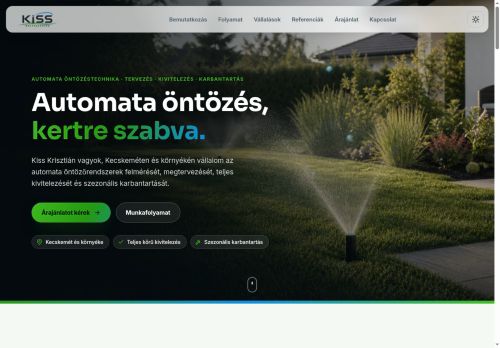 KISS
Bemutatkozás Folyamat Vállalások Referenciák Árajánlat Kapcsolat
AUTOMATA ÖNTÖZÉSTECHNIKA · TERVEZÉS · KIVITELEZÉS · KARBANTARTÁS
Automata öntözés,
kertre szabva.
Kiss Krisztián vagyok, Kecskeméten és környékén vállalom az
automata öntözőrendszerek felmérését, megtervezését, teljes
kivitelezését és szezonális karbantartását.
Árajánlatot kérek → Munkafolyamat
Kecskemét és környéke Teljes körű kivitelezés Szezonális karbantartás